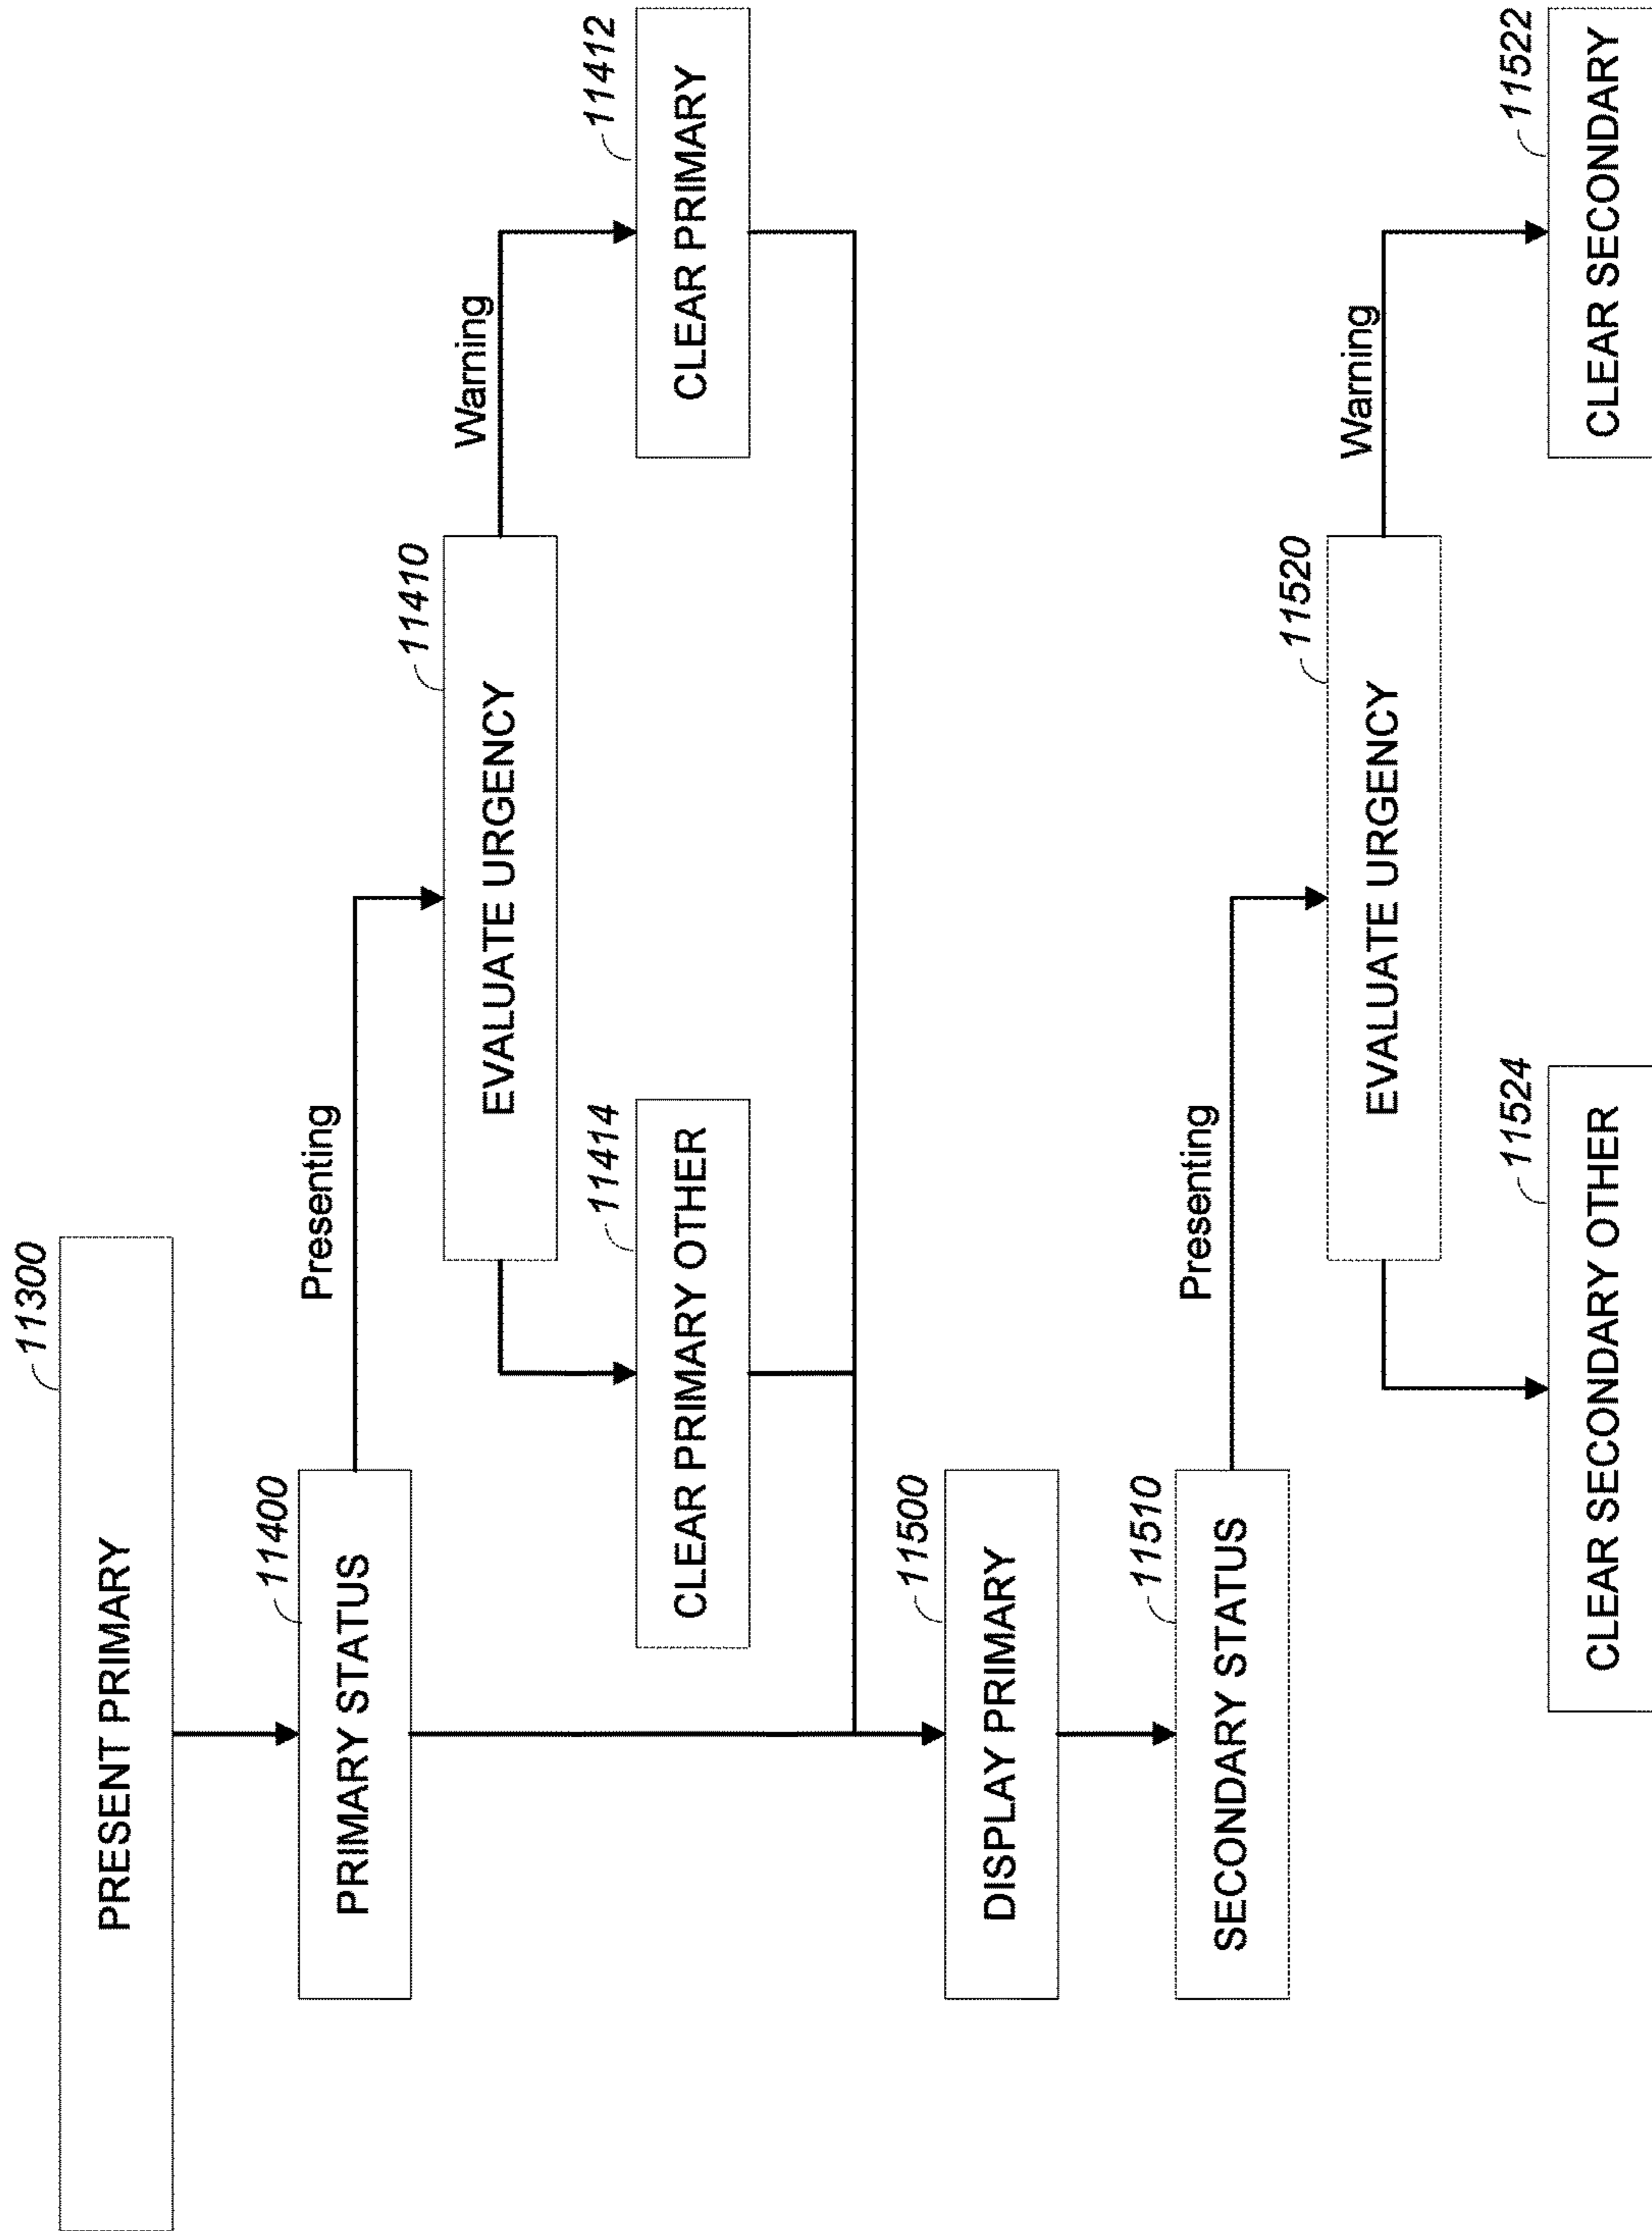 11300
PRESENT PRIMARY
11400
PRIMARY STATUS
Presenting
11410
EVALUATE URGENCY
Warning
11414
CLEAR PRIMARY OTHER
11412
CLEAR PRIMARY
11500
DISPLAY PRIMARY
11510
SECONDARY STATUS
Presenting
11520
EVALUATE URGENCY
Warning
11524
CLEAR SECONDARY OTHER
11522
CLEAR SECONDARY